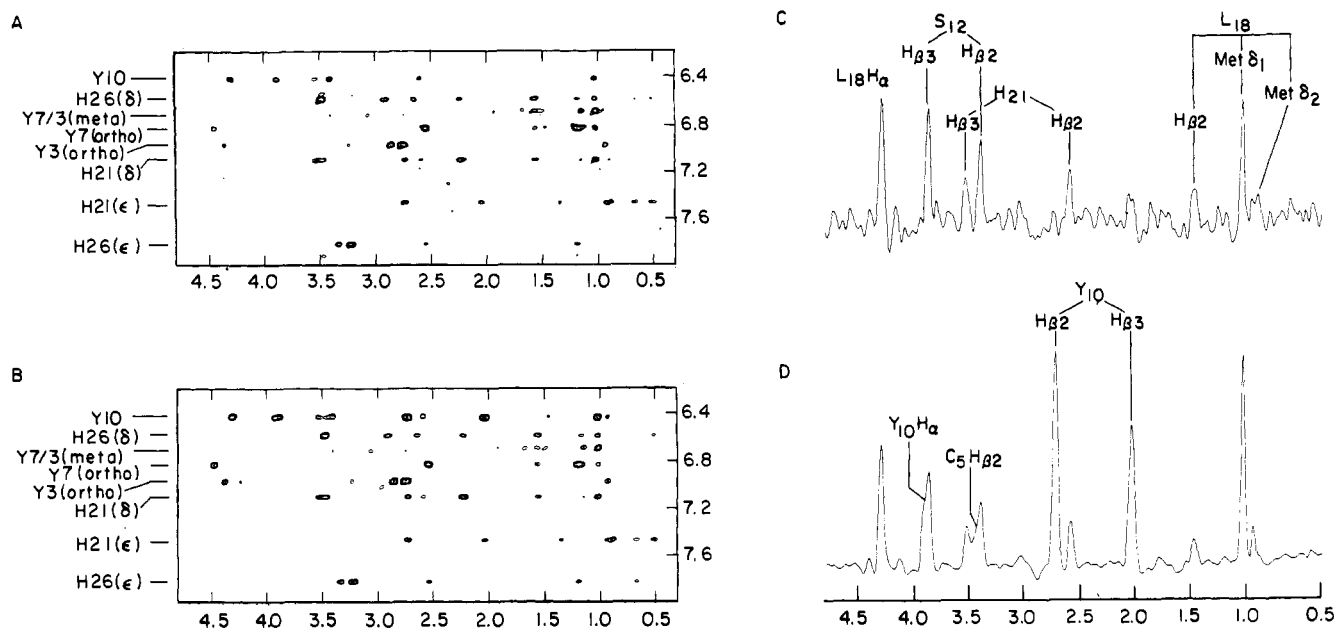 A
Y10
H26(δ)
Y7/3(meta)
Y7(ortho)
Y3(ortho)
H21(δ)
H21(ε)
H26(ε)
6.4
6.8
7.2
7.6
4.5 4.0 3.5 3.0 2.5 2.0 1.5 1.0 0.5
B
Y10
H26(δ)
Y7/3(meta)
Y7 (ortho)
Y3(ortho)
H21(δ)
H21(ε)
H26(ε)
6.4
6.8
7.2
7.6
4.5 4.0 3.5 3.0 2.5 2.0 1.5 1.0 0.5
C
S12
Hβ3 Hβ2
L18Hα
H21
Hβ3 Hβ2
L18
Met δ1
Met δ2
Hβ2
D
Y10
Hβ2 Hβ3
Y10Hα
C5Hβ2
4.5 4.0 3.5 3.0 2.5 2.0 1.5 1.0 0.5